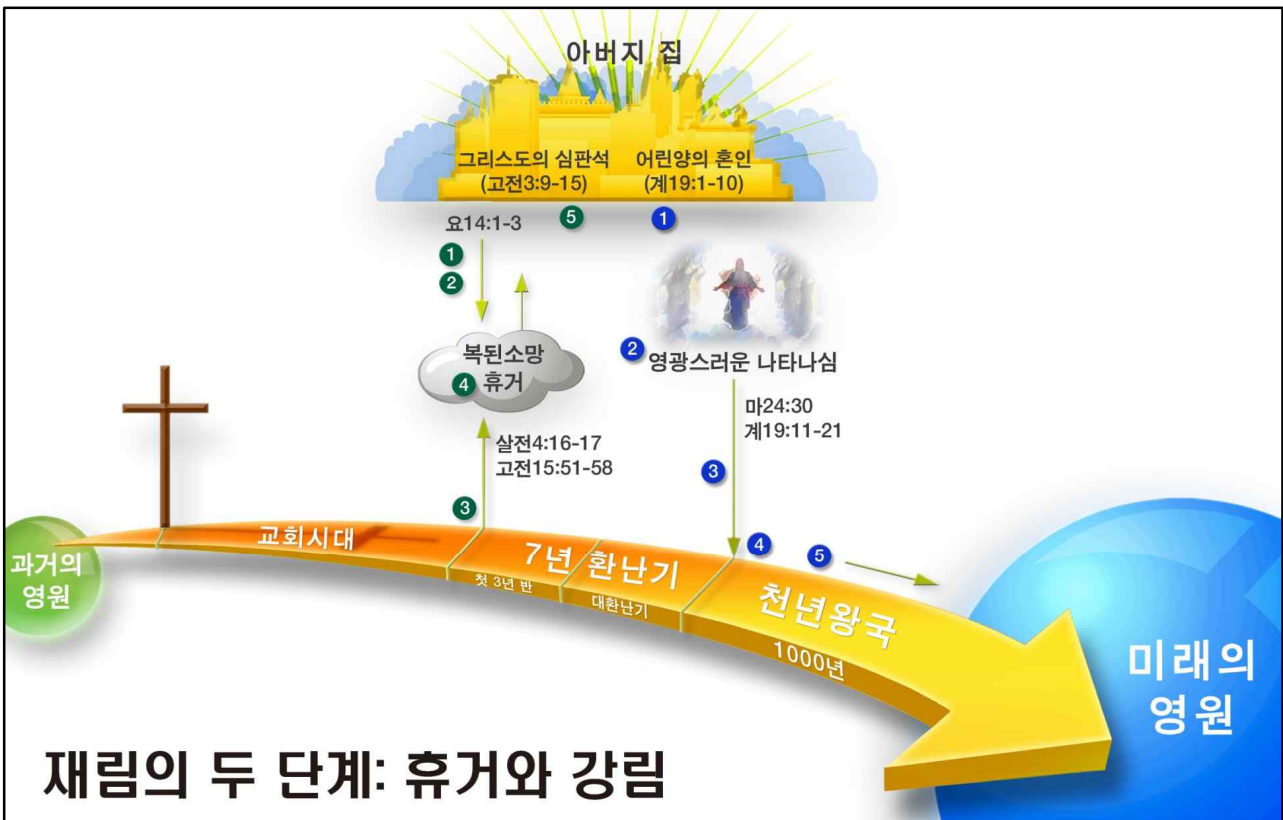 아버지 집
그리스도의 심판석
(고전3:9-15)
어린양의 혼인
(계19:1-10)
요14:1-3
5
1
1
2
복된소망
4 휴거
2 영광스러운 나타나심
마24:30
계19:11-21
살전4:16-17
고전15:51-58
3
3
과거의
영원
교회시대
7년 환난기
첫 3년 반
대환난기
4
5
천년왕국
1000년
미래의
영원
재림의 두 단계: 휴거와 강림